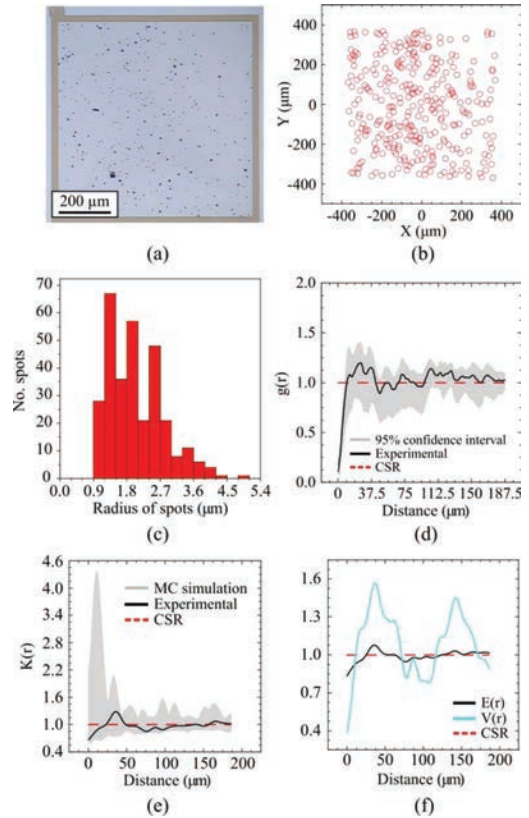 200 µm
(a)
Y (µm)
400
200
0
-200
-400
-400 -200 0 200 400
X (µm)
(b)
No. spots
70
60
50
40
30
20
10
0
0.0 0.9 1.8 2.7 3.6 4.5 5.4
Radius of spots (µm)
(c)
g(r)
2.0
1.5
1.0
0.5
0.0
95% confidence interval
Experimental
CSR
0 37.5 75 112.5 150 187.5
Distance (µm)
(d)
K(r)
4.6
4.0
3.4
2.8
2.2
1.6
1.0
0.4
MC simulation
Experimental
CSR
0 50 100 150 200
Distance (µm)
(e)
1.6
1.3
1.0
0.7
0.4
E(r)
V(r)
CSR
0 50 100 150 200
Distance (µm)
(f)